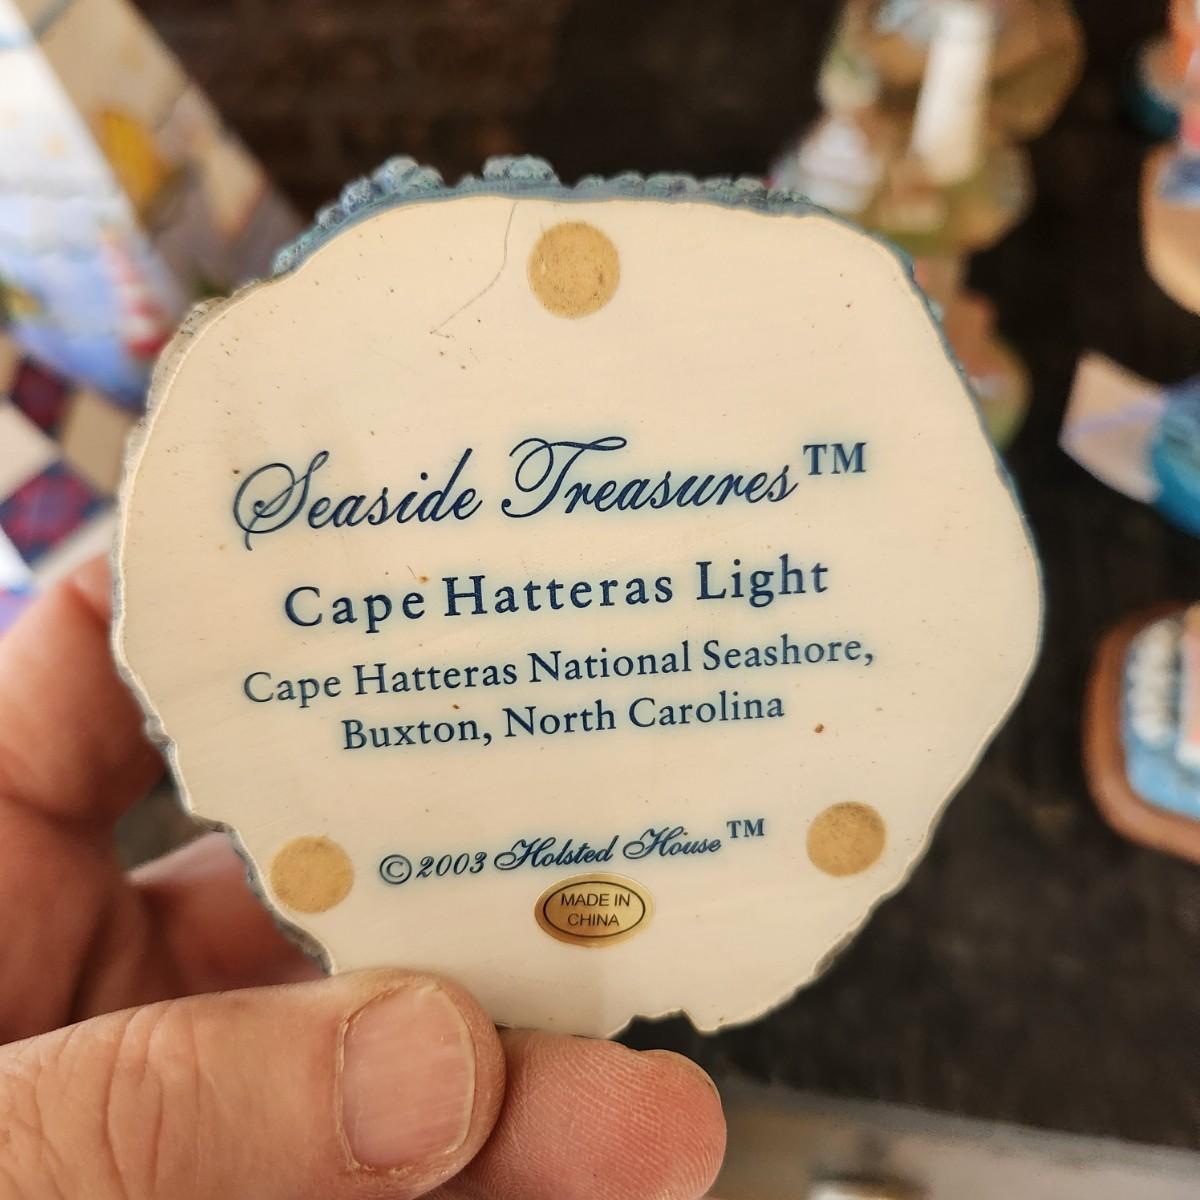 Seaside Treasures™
Cape Hatteras Light
Cape Hatteras National Seashore,
Buxton, North Carolina
©2003 Holsted House™
MADE IN
CHINA